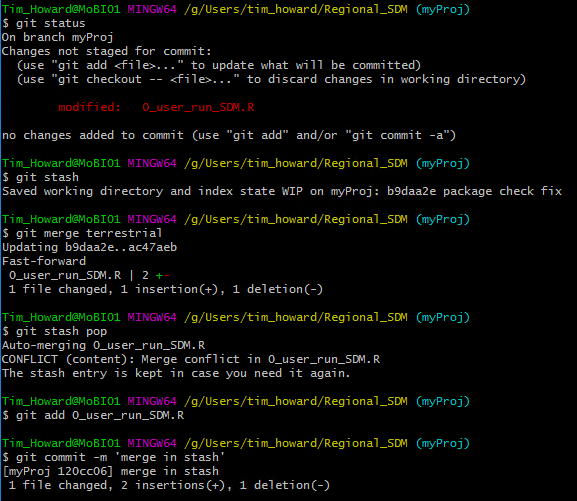 Tim_Howard@MoBI01 MINGW64 /g/Users/tim_howard/Regional_SDM (myProj)
$ git status
On branch myProj
Changes not staged for commit:
  (use "git add <file>..." to update what will be committed)
  (use "git checkout -- <file>..." to discard changes in working directory)

        modified:   0_user_run_SDM.R

no changes added to commit (use "git add" and/or "git commit -a")

Tim_Howard@MoBI01 MINGW64 /g/Users/tim_howard/Regional_SDM (myProj)
$ git stash
Saved working directory and index state WIP on myProj: b9daa2e package check fix

Tim_Howard@MoBI01 MINGW64 /g/Users/tim_howard/Regional_SDM (myProj)
$ git merge terrestrial
Updating b9daa2e..ac47aeb
Fast-forward
 0_user_run_SDM.R | 2 +-
 1 file changed, 1 insertion(+), 1 deletion(-)

Tim_Howard@MoBI01 MINGW64 /g/Users/tim_howard/Regional_SDM (myProj)
$ git stash pop
Auto-merging 0_user_run_SDM.R
CONFLICT (content): Merge conflict in 0_user_run_SDM.R
The stash entry is kept in case you need it again.

Tim_Howard@MoBI01 MINGW64 /g/Users/tim_howard/Regional_SDM (myProj)
$ git add 0_user_run_SDM.R

Tim_Howard@MoBI01 MINGW64 /g/Users/tim_howard/Regional_SDM (myProj)
$ git commit -m 'merge in stash'
[myProj 120cc06] merge in stash
 1 file changed, 2 insertions(+), 1 deletion(-)